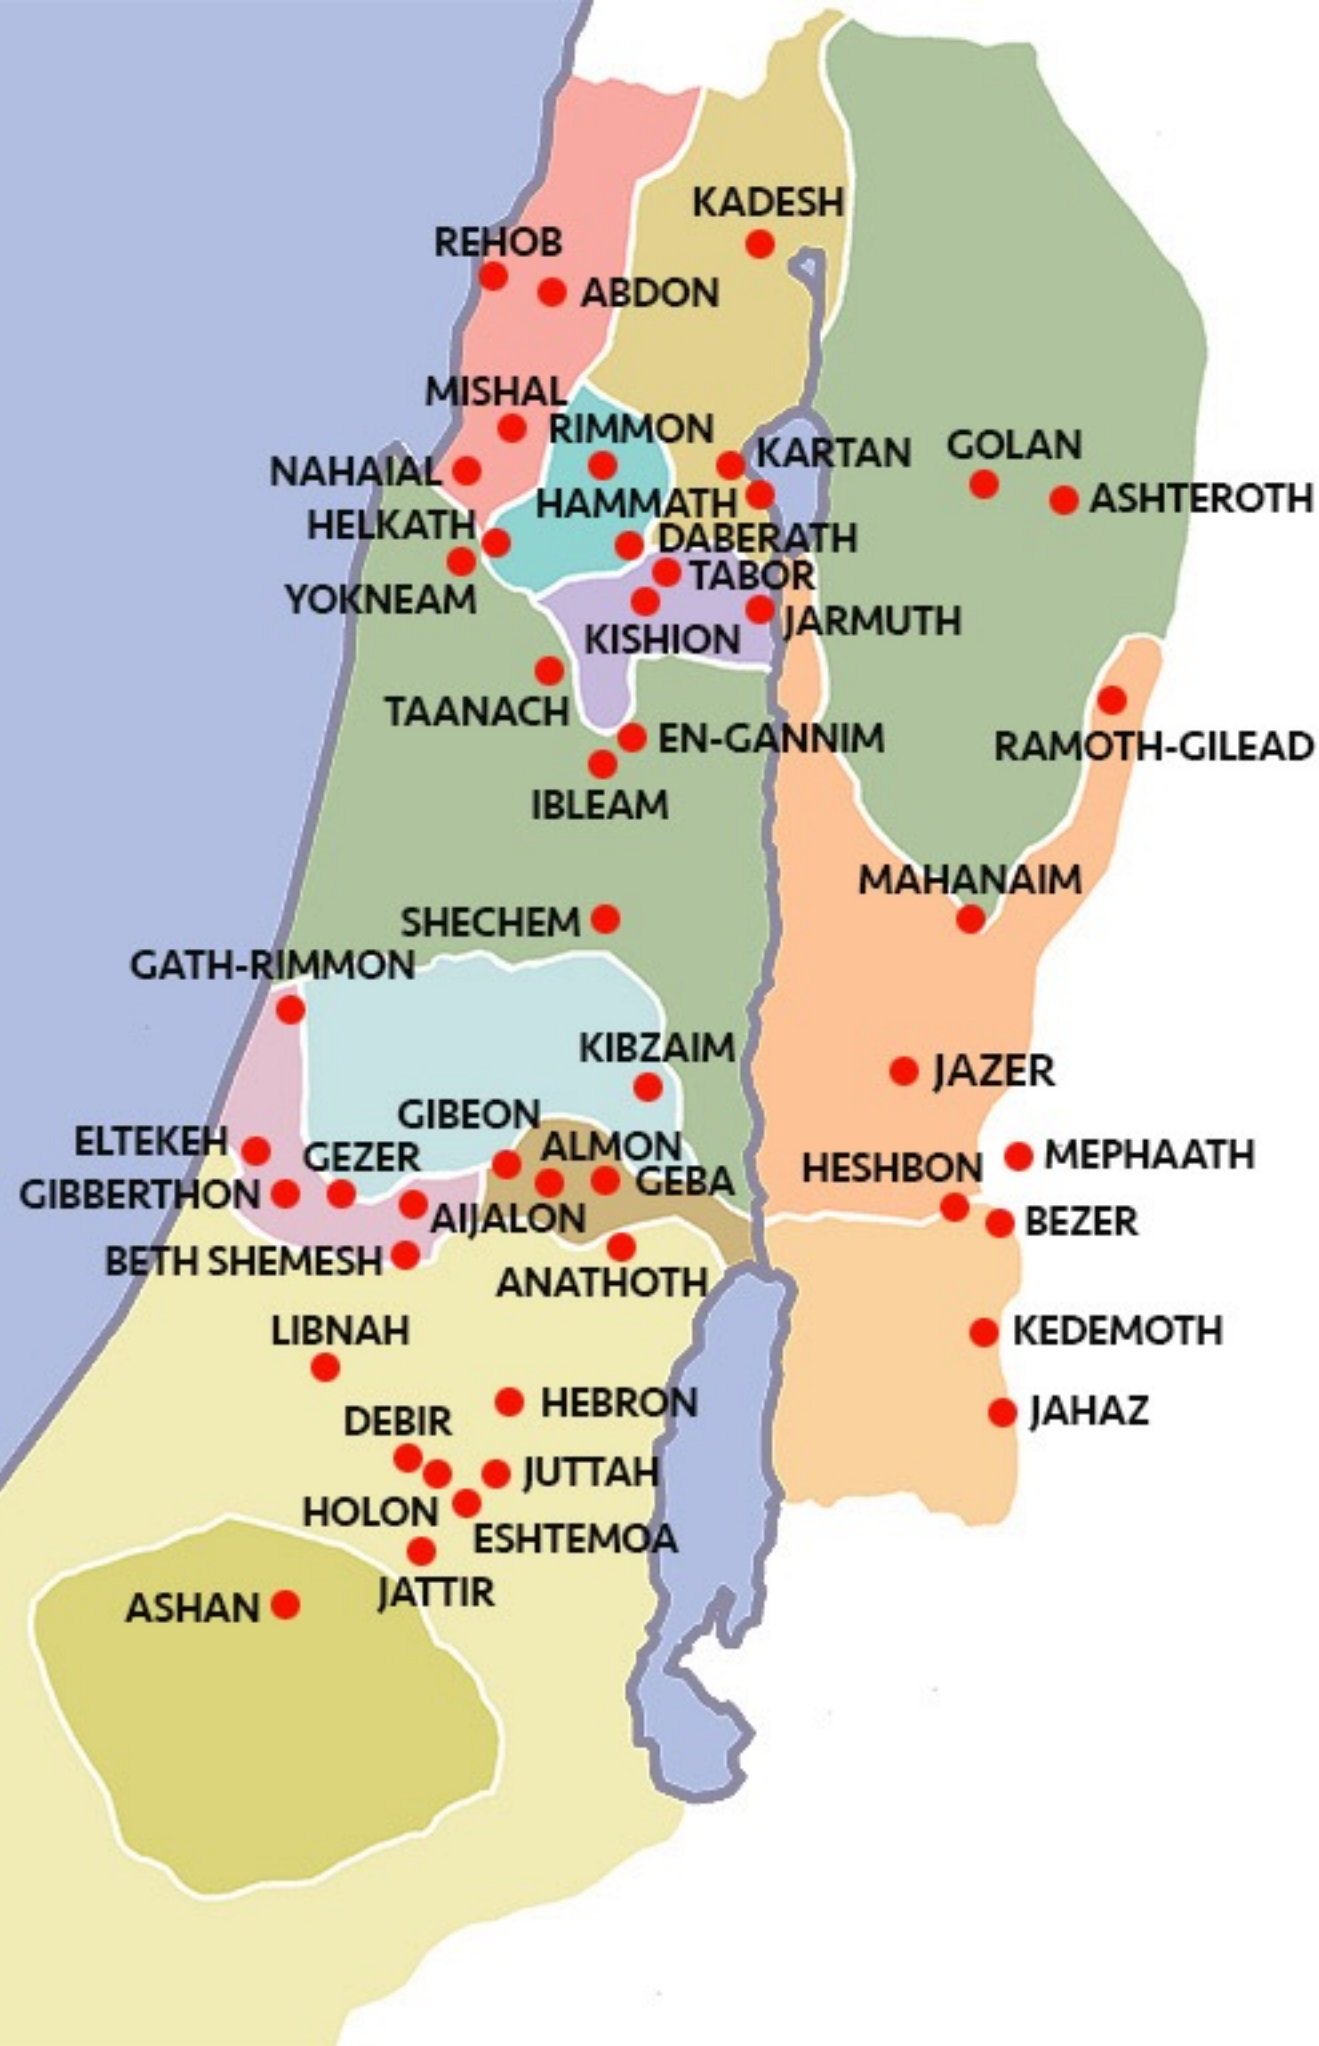 KADESH
REHOB
ABDON
MISHAL
RIMMON
NAHAIAL
KARTAN
GOLAN
HAMMATH
ASHTEROTH
HELKATH
DABERATH
TABOR
YOKNEAM
JARMUTH
KISHION
TAANACH
EN-GANNIM
RAMOTH-GILEAD
IBLEAM
MAHANAIM
SHECHEM
GATH-RIMMON
KIBZAIM
JAZER
GIBEON
ELTEKEH
ALMON
GEZER
MEPHAATH
HESHBON
GEBA
GIBBERTHON
AIJALON
BEZER
BETH SHEMESH
ANATHOTH
LIBNAH
KEDEMOTH
HEBRON
JAHAZ
DEBIR
JUTTAH
HOLON
ESHTEMOA
JATTIR
ASHAN